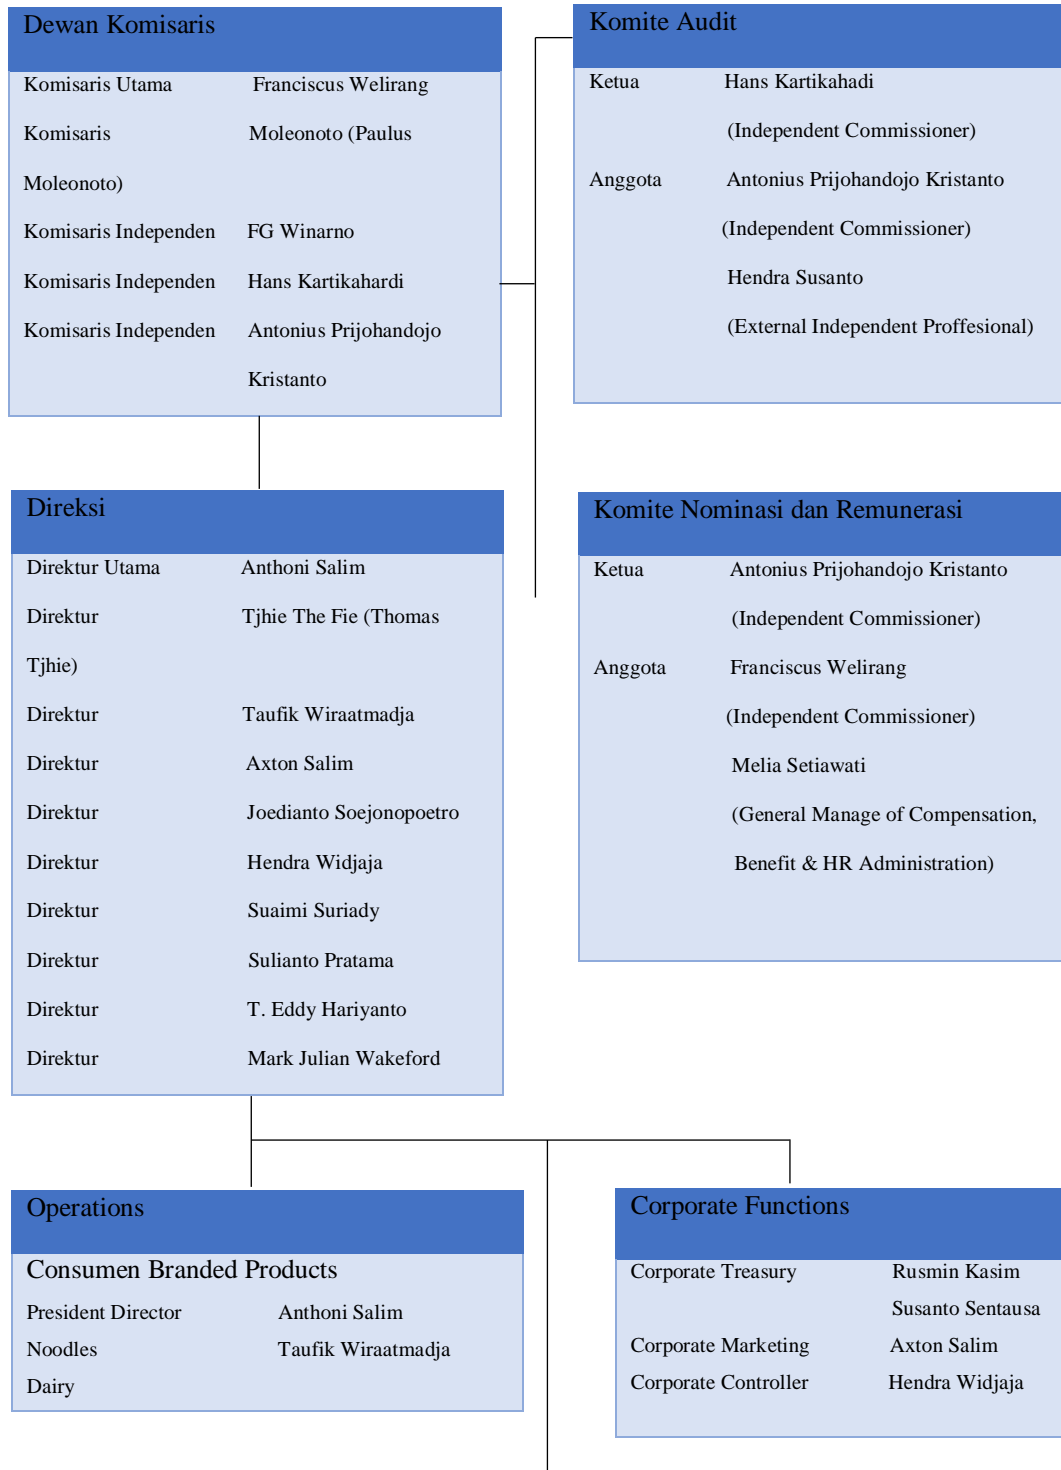 Dewan Komisaris
Komisaris Utama Franciscus Welirang
Komisaris Moleonoto (Paulus
Moleonoto)
Komisaris Independen FG Winarno
Komisaris Independen Hans Kartikahardi
Komisaris Independen Antonius Prijohandojo
Kristanto
Komite Audit
Ketua Hans Kartikahadi
(Independent Commissioner)
Anggota Antonius Prijohandojo Kristanto
(Independent Commissioner)
Hendra Susanto
(External Independent Proffesional)
Direksi
Direktur Utama Anthoni Salim
Direktur Tjhie The Fie (Thomas
Tjhie)
Direktur Taufik Wiraatmadja
Direktur Axton Salim
Direktur Joedianto Soejonopoetro
Direktur Hendra Widjaja
Direktur Suaimi Suriady
Direktur Sulianto Pratama
Direktur T. Eddy Hariyanto
Direktur Mark Julian Wakeford
Komite Nominasi dan Remunerasi
Ketua Antonius Prijohandojo Kristanto
(Independent Commissioner)
Anggota Franciscus Welirang
(Independent Commissioner)
Melia Setiawati
(General Manage of Compensation,
Benefit & HR Administration)
Operations
Consumen Branded Products
President Director Anthoni Salim
Noodles Taufik Wiraatmadja
Dairy
Corporate Functions
Corporate Treasury Rusmin Kasim
Susanto Sentausa
Corporate Marketing Axton Salim
Corporate Controller Hendra Widjaja